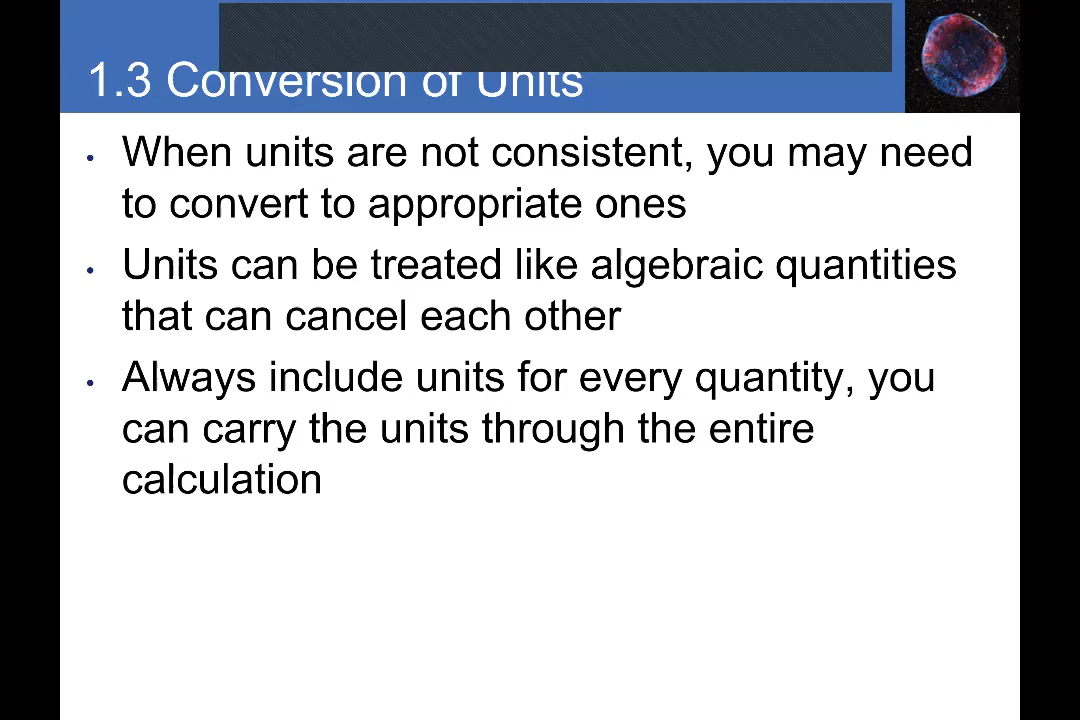 1.3 Conversion of Units
• When units are not consistent, you may need
to convert to appropriate ones
• Units can be treated like algebraic quantities
that can cancel each other
• Always include units for every quantity, you
can carry the units through the entire
calculation